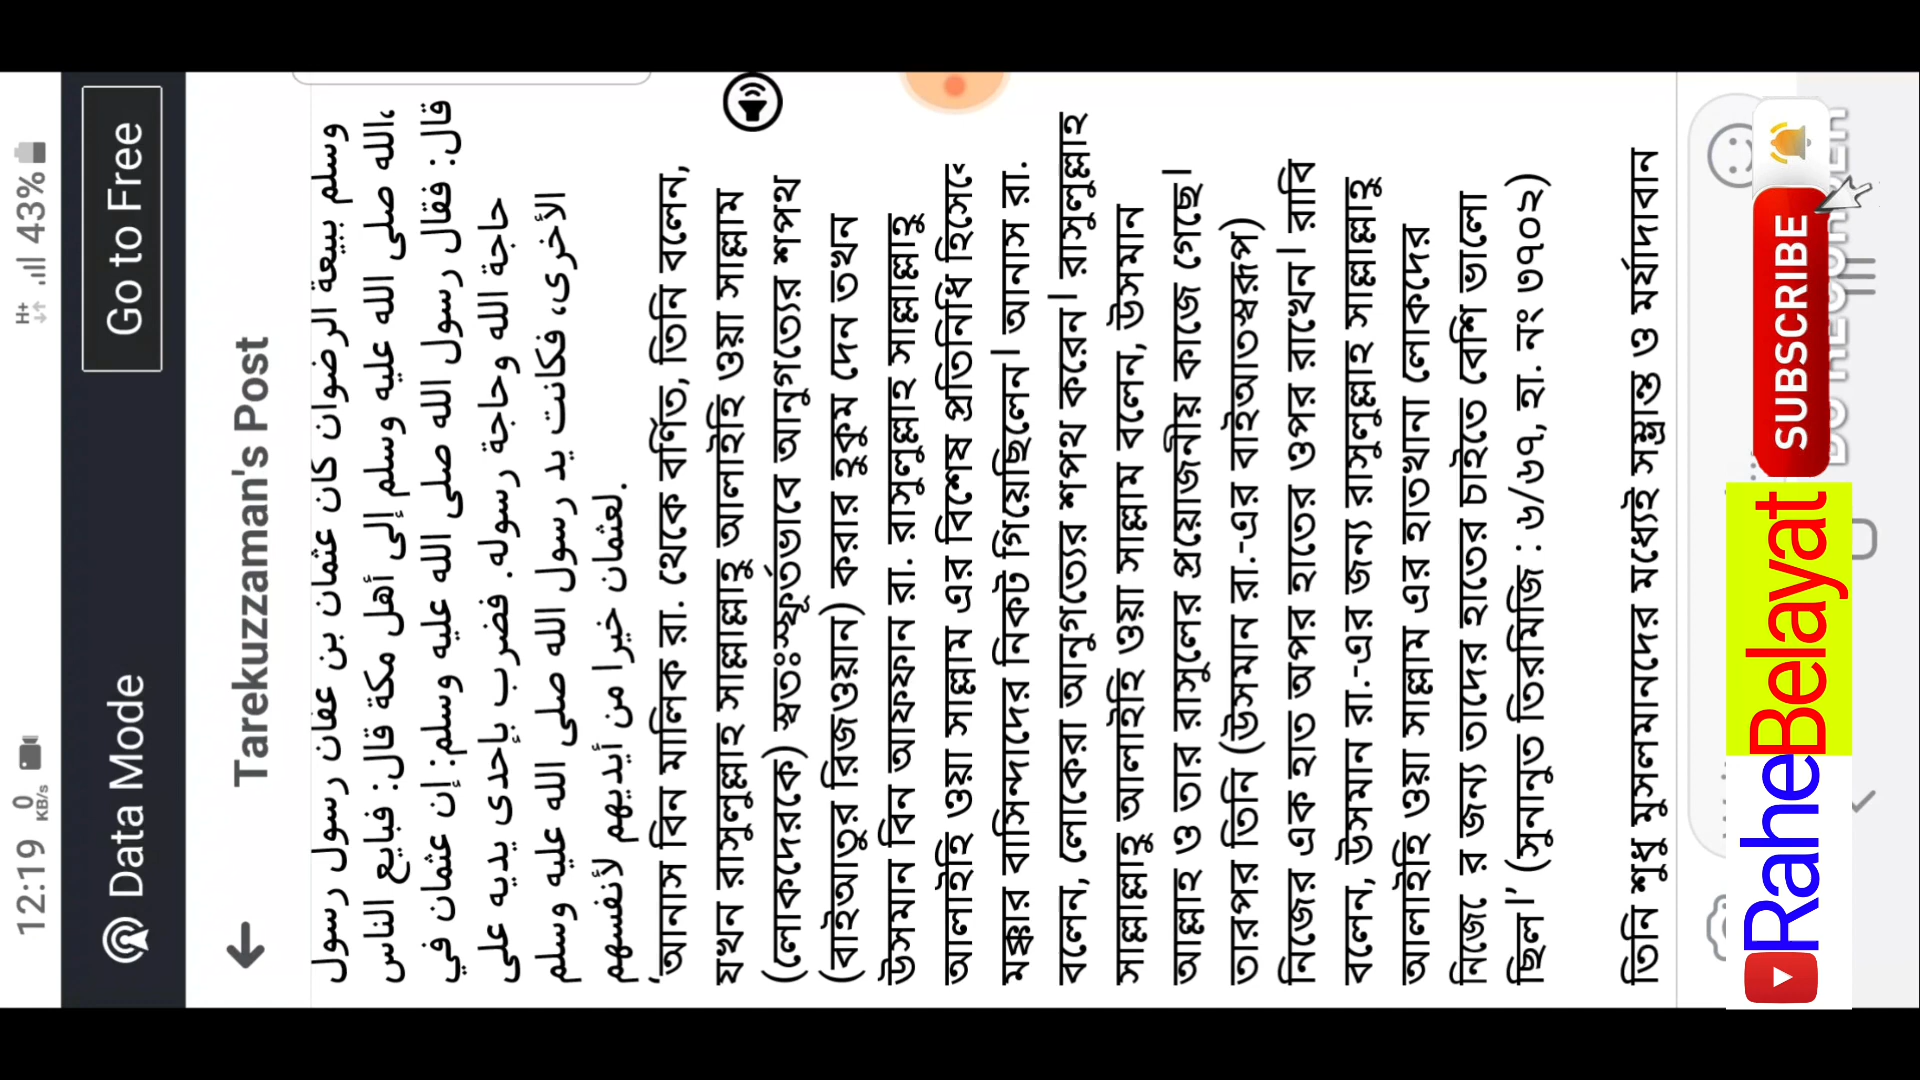 12:19 0 KB/s H+ 43%
Data Mode Go to Free
Tarekuzzaman's Post
وسلم ببيعة الرضوان كان عثمان بن عفان رسول رسول
الله صلى الله عليه وسلم إلى أهل مكة قال: فبايع الناس،
قال: فقال رسول الله صلى الله عليه وسلم: إن عثمان في
حاجة الله وحاجة رسوله. فضرب بإحدى يديه على
الأخرى، فكانت يد رسول الله صلى الله عليه وسلم
لعثمان خيرا من أيديهم لأنفسهم.
'আনাস বিন মালিক রা. থেকে বর্ণিত, তিনি বলেন,
যখন রাসুলুল্লাহ সাল্লাল্লাহু আলাইহি ওয়া সাল্লাম
(লোকদেরকে) স্বতঃস্ফূর্তভাবে আনুগত্যের শপথ
(বাইআতুর রিজওয়ান) করার হুকুম দেন তখন
উসমান বিন আফফান রা. রাসুলুল্লাহ সাল্লাল্লাহু
আলাইহি ওয়া সাল্লাম এর বিশেষ প্রতিনিধি হিসেবে
মক্কার বাসিন্দাদের নিকট গিয়েছিলেন। আনাস রা.
বলেন, লোকেরা আনুগত্যের শপথ করেন। রাসুলুল্লাহ
সাল্লাল্লাহু আলাইহি ওয়া সাল্লাম বলেন, উসমান
আল্লাহ ও তার রাসুলের প্রয়োজনীয় কাজে গেছে।
তারপর তিনি (উসমান রা.-এর বাইআতস্বরূপ)
নিজের এক হাত অপর হাতের ওপর রাখেন। রাবি
বলেন, উসমান রা.-এর জন্য রাসুলুল্লাহ সাল্লাল্লাহু
আলাইহি ওয়া সাল্লাম এর হাতখানা লোকদের
নিজে র জন্য তাদের হাতের চাইতে বেশি ভালো
ছিল।' (সুনানুত তিরমিজি : ৬/৬৭, হা. নং ৩৭০২)
তিনি শুধু মুসলমানদের মধ্যেই সম্ভ্রান্ত ও মর্যাদাবান
RaheBelayat SUBSCRIBE